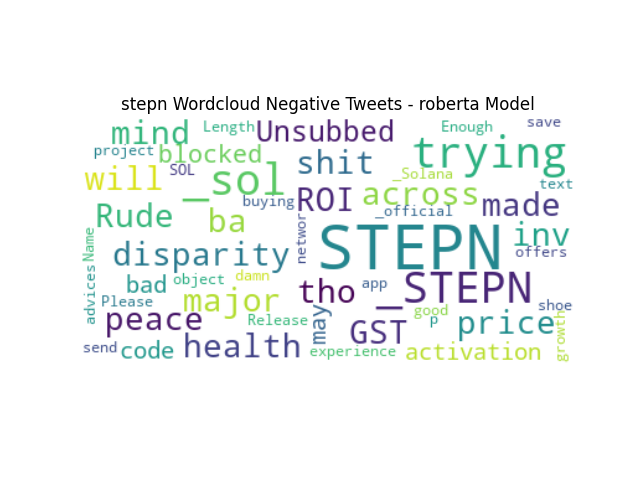 stepn Wordcloud Negative Tweets - roberta Model
mind Length Unsubbed Enough save
project blocked shit trying
will SOL _sol _Solana text
buying ROI across made
Rude ba _official
networ STEPN inv
Name disparity offers
advices bad object damn tho app _STEPN
Please major good shoe
peace Release may GST p price
send code health experience activation growth